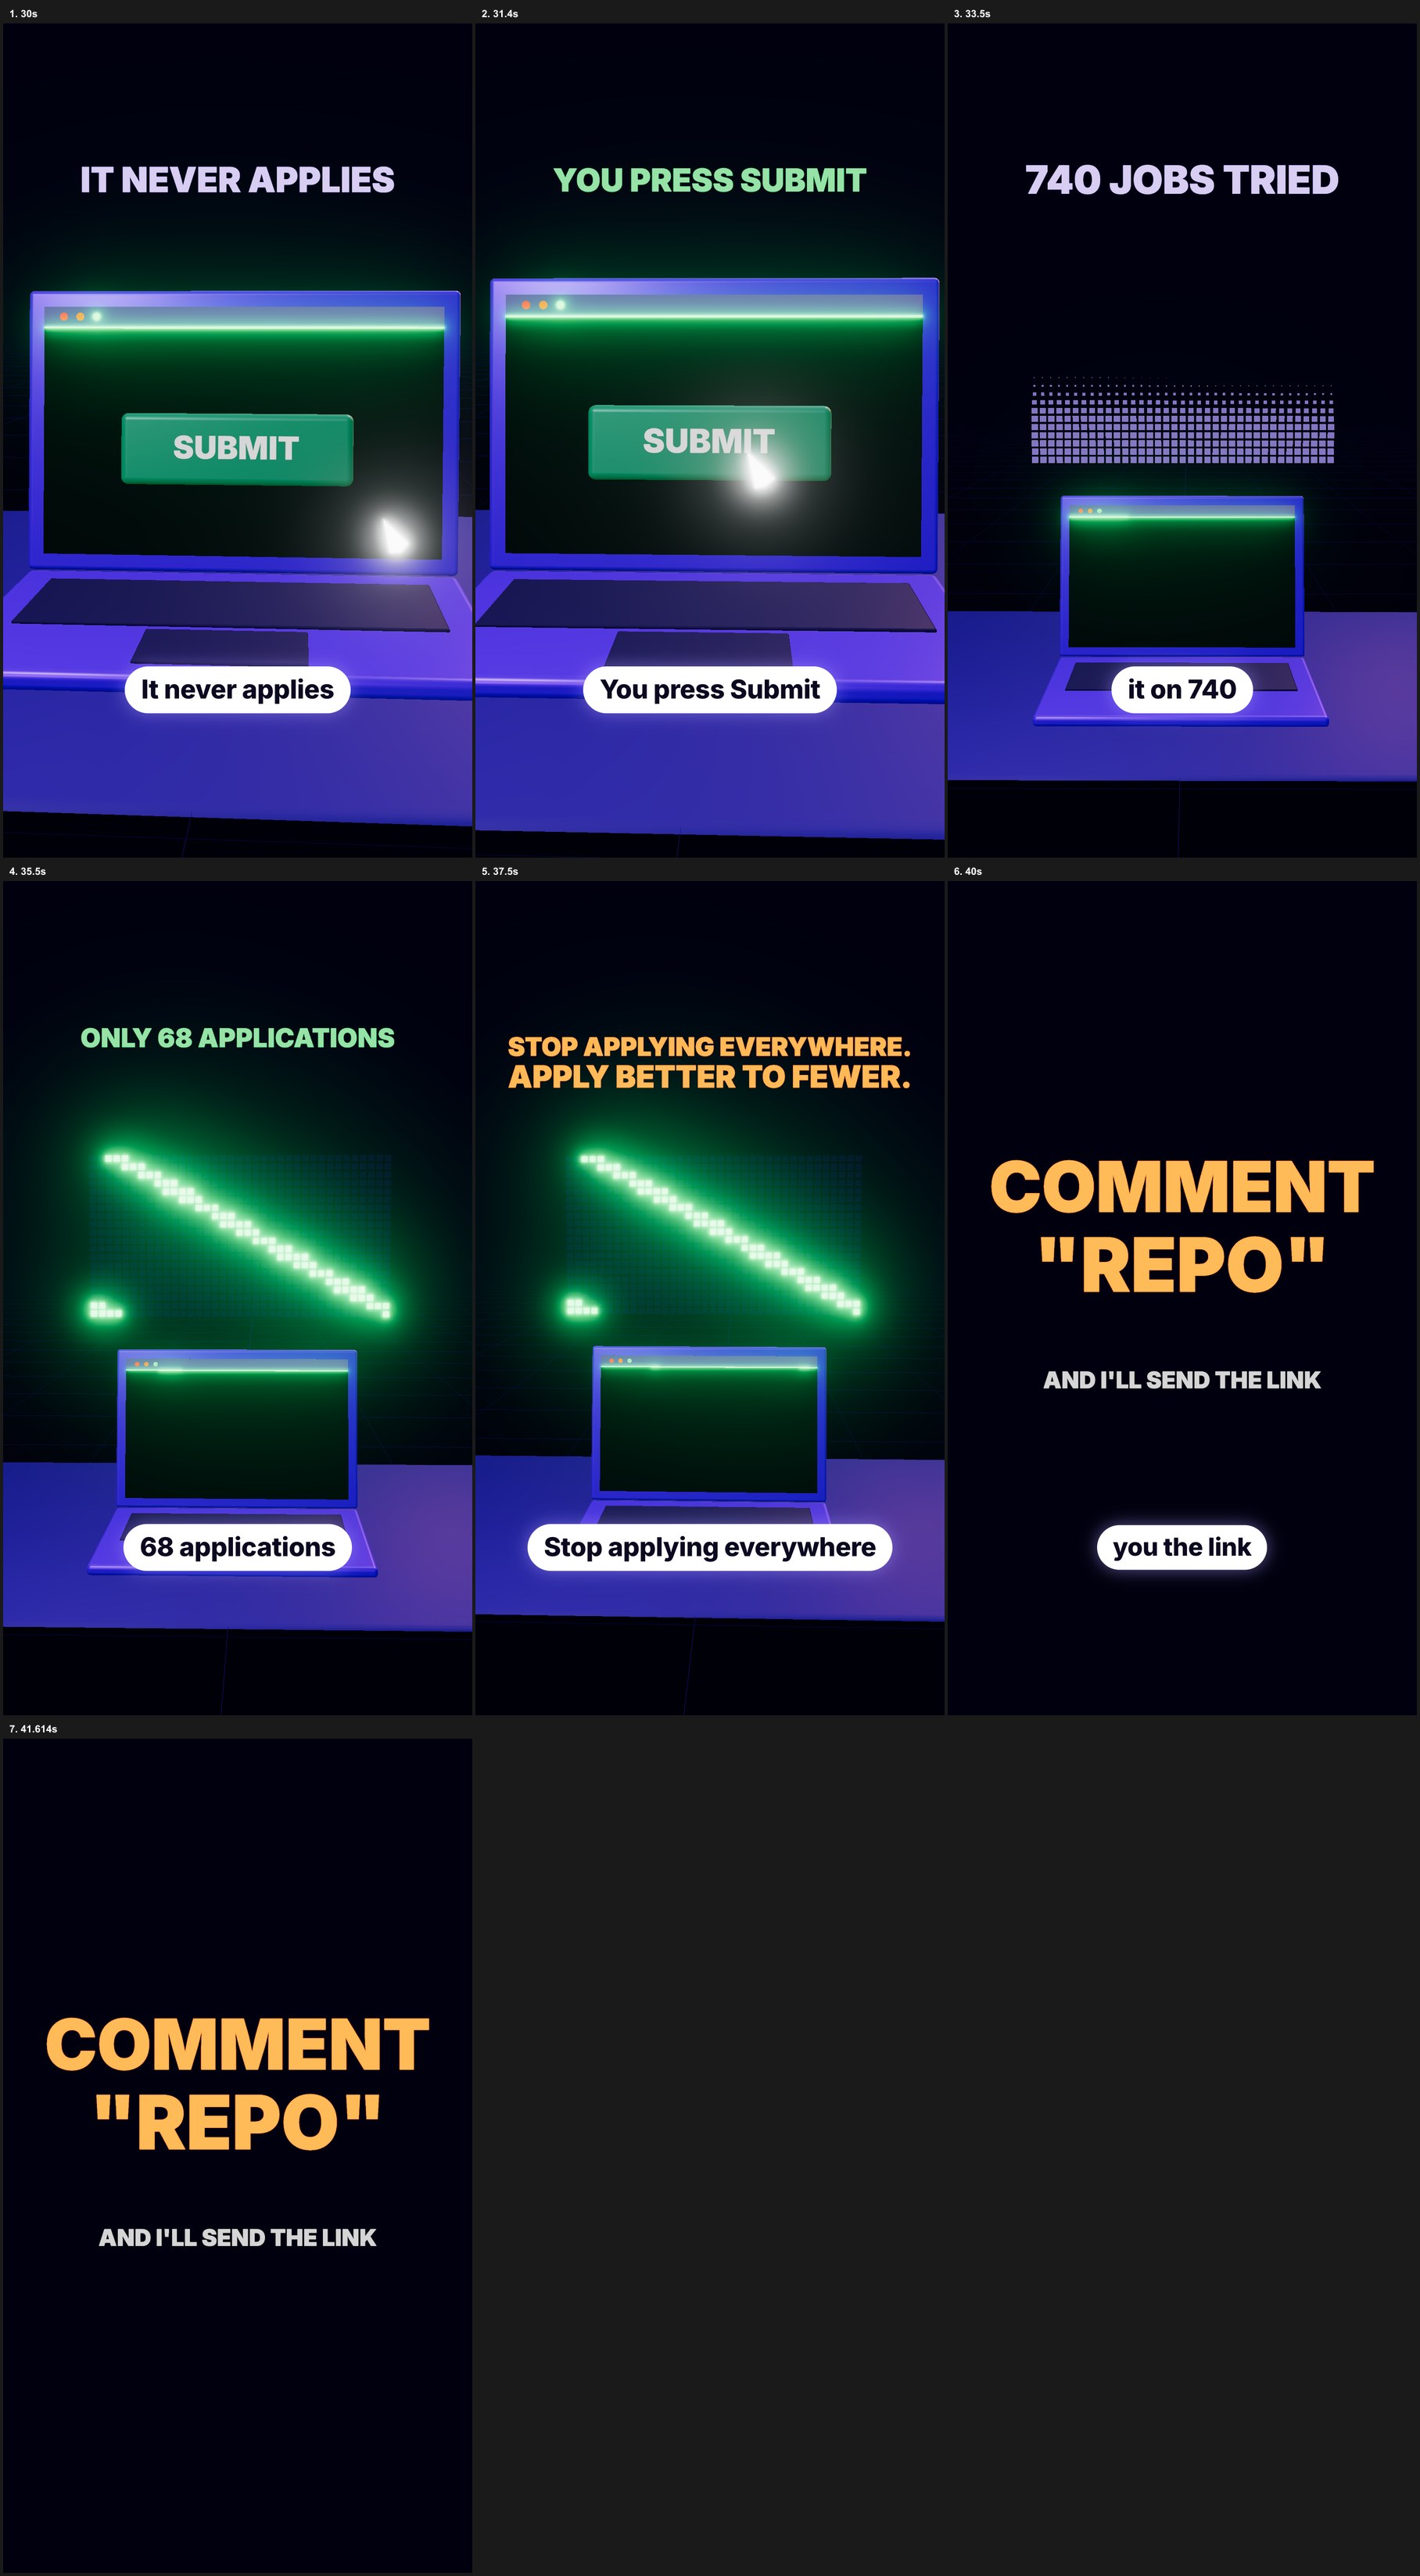 1. 30s
IT NEVER APPLIES
SUBMIT
It never applies
2. 31.4s
YOU PRESS SUBMIT
SUBMIT
You press Submit
3. 33.5s
740 JOBS TRIED
it on 740
4. 35.5s
ONLY 68 APPLICATIONS
68 applications
5. 37.5s
STOP APPLYING EVERYWHERE.
APPLY BETTER TO FEWER.
Stop applying everywhere
6. 40s
COMMENT
"REPO"
AND I'LL SEND THE LINK
you the link
7. 41.614s
COMMENT
"REPO"
AND I'LL SEND THE LINK